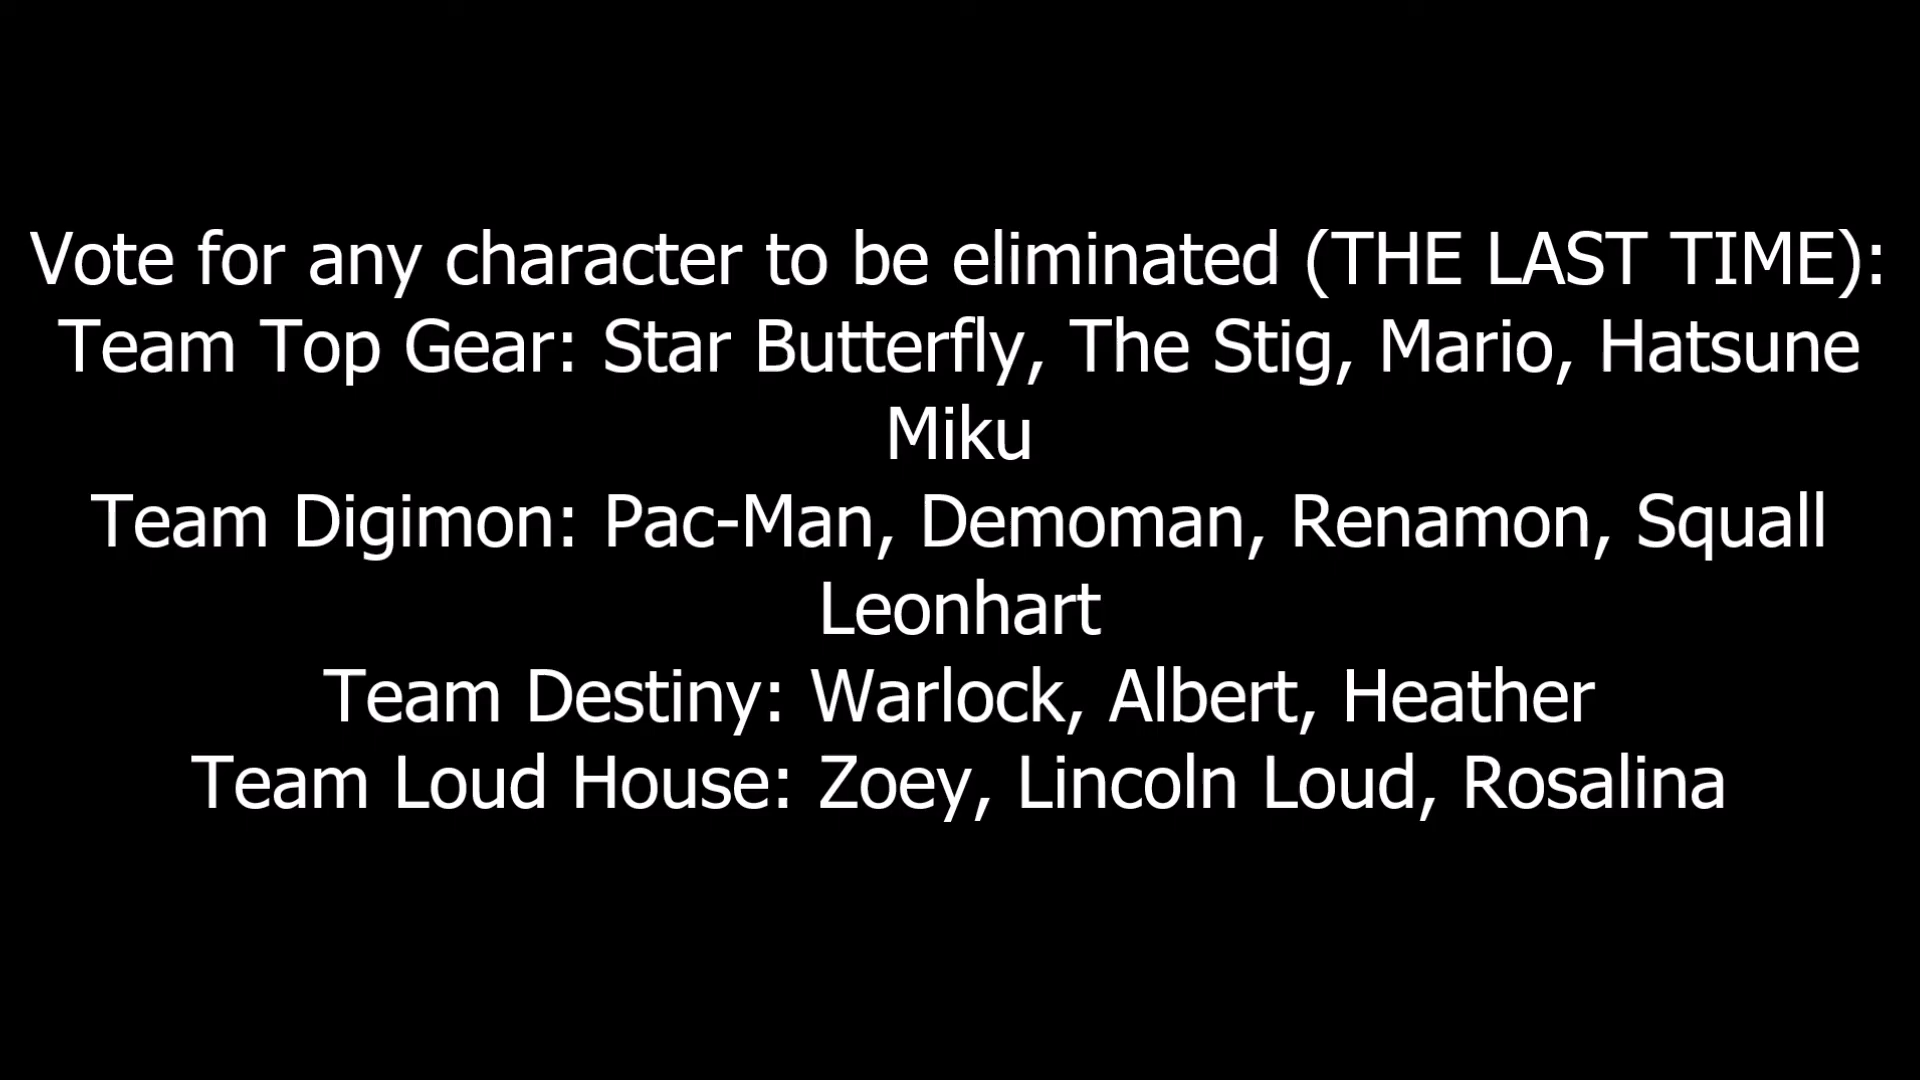 Vote for any character to be eliminated (THE LAST TIME):
Team Top Gear: Star Butterfly, The Stig, Mario, Hatsune
Miku
Team Digimon: Pac-Man, Demoman, Renamon, Squall
Leonhart
Team Destiny: Warlock, Albert, Heather
Team Loud House: Zoey, Lincoln Loud, Rosalina